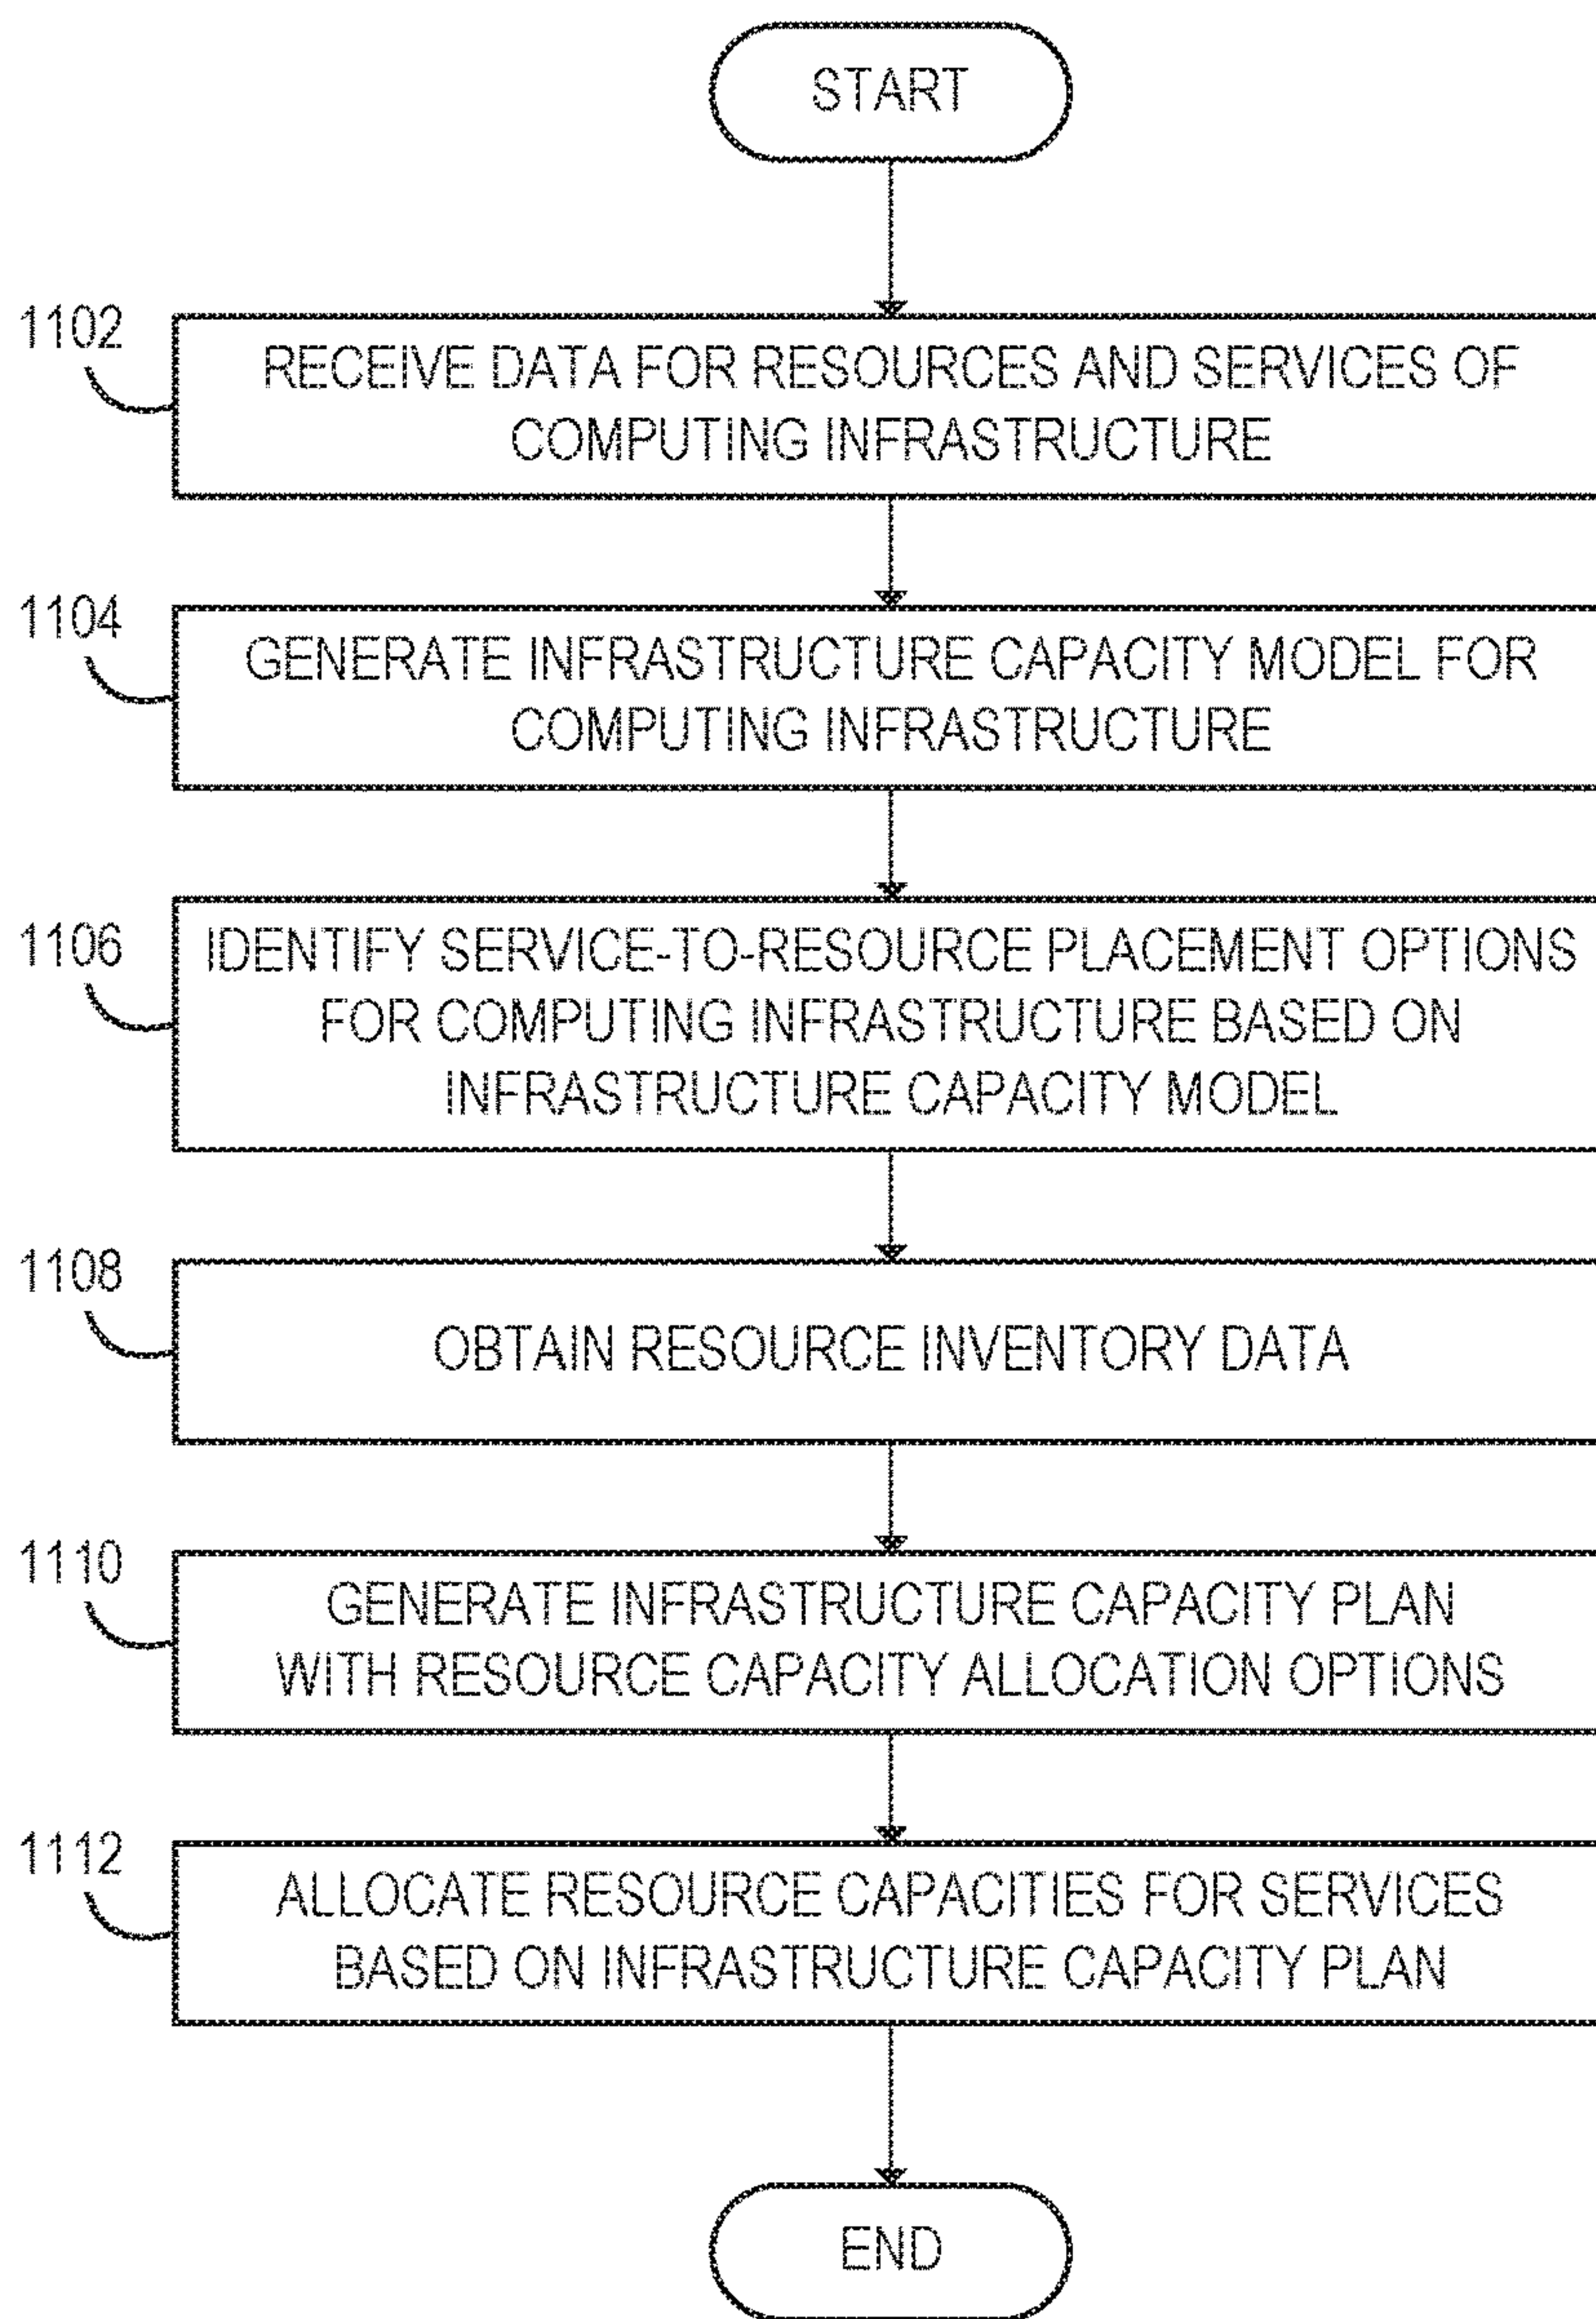 START
1102
RECEIVE DATA FOR RESOURCES AND SERVICES OF
COMPUTING INFRASTRUCTURE
1104
GENERATE INFRASTRUCTURE CAPACITY MODEL FOR
COMPUTING INFRASTRUCTURE
1106
IDENTIFY SERVICE-TO-RESOURCE PLACEMENT OPTIONS
FOR COMPUTING INFRASTRUCTURE BASED ON
INFRASTRUCTURE CAPACITY MODEL
1108
OBTAIN RESOURCE INVENTORY DATA
1110
GENERATE INFRASTRUCTURE CAPACITY PLAN
WITH RESOURCE CAPACITY ALLOCATION OPTIONS
1112
ALLOCATE RESOURCE CAPACITIES FOR SERVICES
BASED ON INFRASTRUCTURE CAPACITY PLAN
END